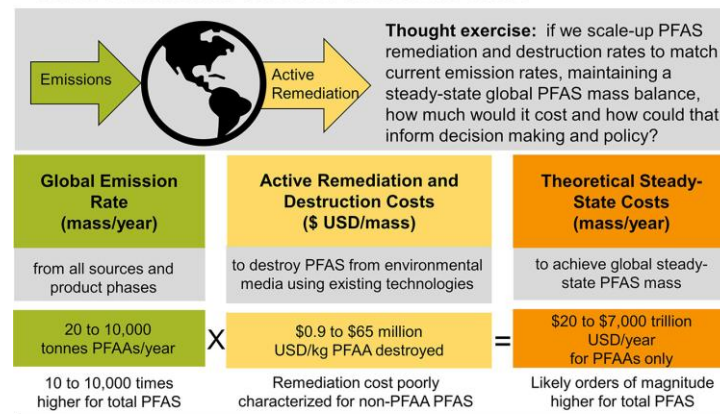 Thought exercise: if we scale-up PFAS
remediation and destruction rates to match
current emission rates, maintaining a
steady-state global PFAS mass balance,
how much would it cost and how could that
inform decision making and policy?
Emissions
Active
Remediation
Global Emission
Rate
(mass/year)
Active Remediation and
Destruction Costs
($ USD/mass)
Theoretical Steady-
State Costs
(mass/year)
from all sources and
product phases
to destroy PFAS from environmental
media using existing technologies
to achieve global steady-
state PFAS mass
20 to 10,000
tonnes PFAAs/year
X
$0.9 to $65 million
USD/kg PFAA destroyed
=
$20 to $7,000 trillion
USD/year
for PFAAs only
10 to 10,000 times
higher for total PFAS
Remediation cost poorly
characterized for non-PFAA PFAS
Likely orders of magnitude
higher for total PFAS